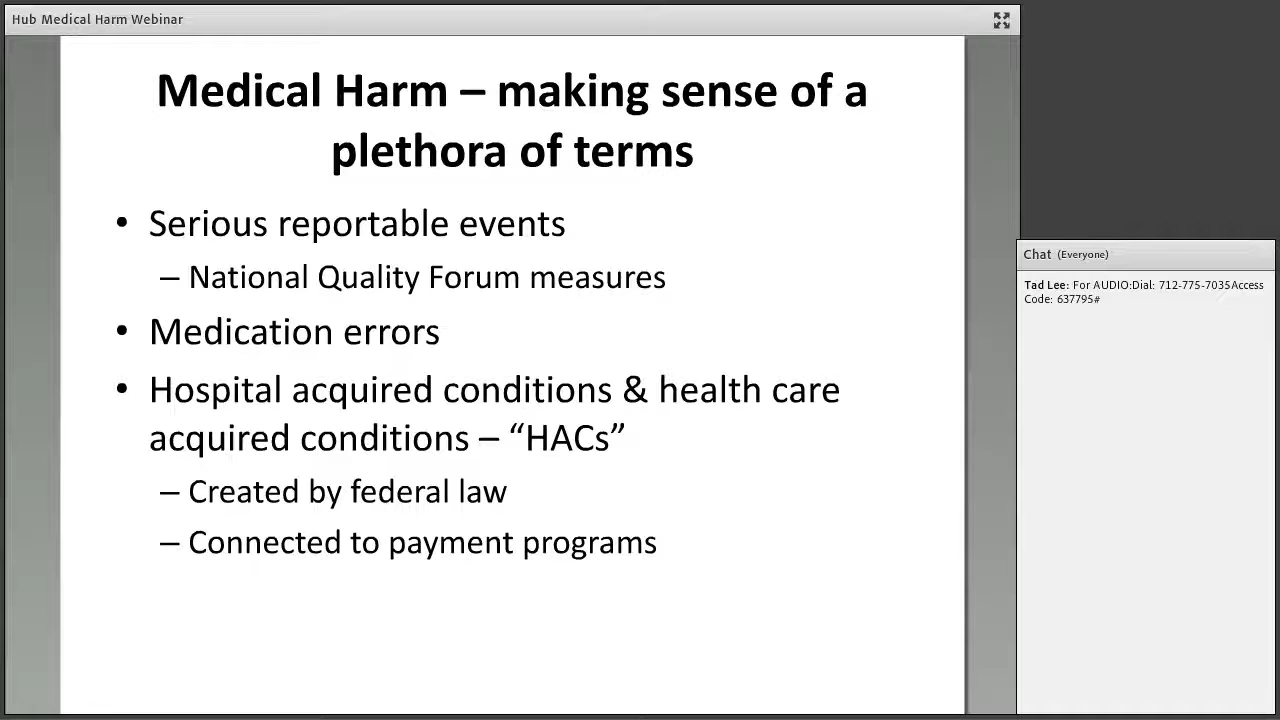 Hub Medical Harm Webinar
Medical Harm – making sense of a
plethora of terms
• Serious reportable events
– National Quality Forum measures
• Medication errors
• Hospital acquired conditions & health care
acquired conditions – “HACs”
– Created by federal law
– Connected to payment programs
Chat (Everyone)
Tad Lee: For AUDIO:Dial: 712-775-7035Access
Code: 637795#